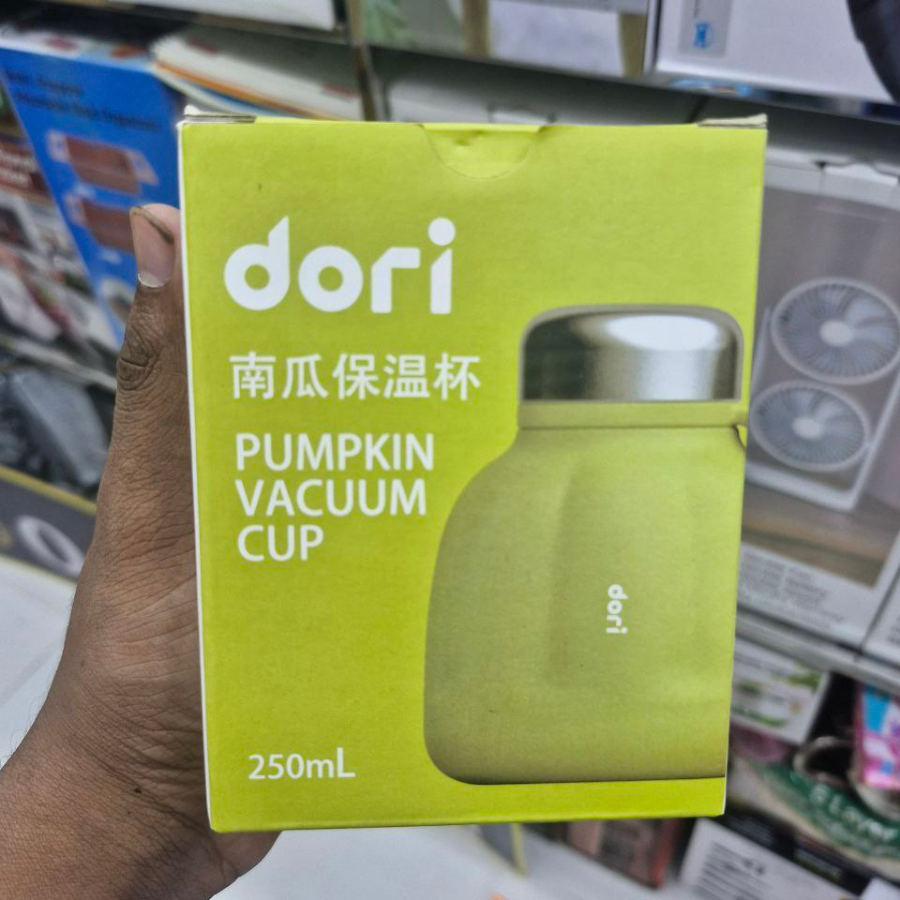 dori
南瓜保温杯
PUMPKIN
VACUUM
CUP
dori
250mL